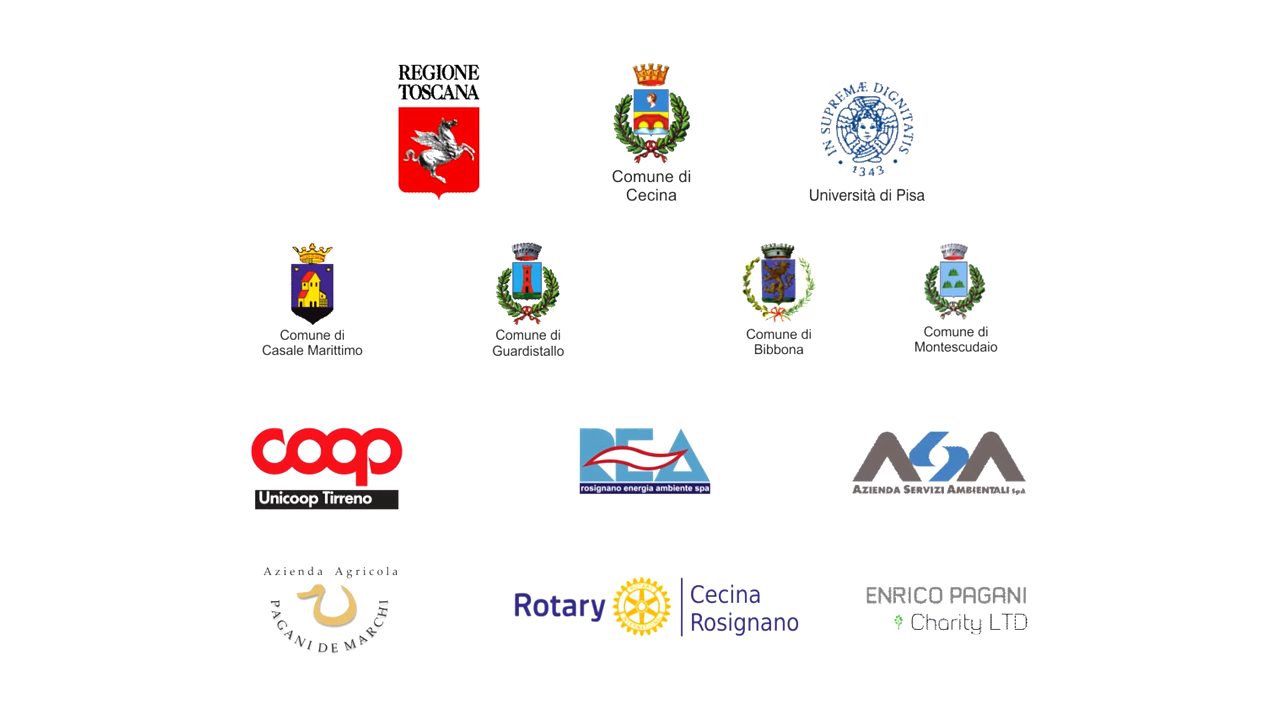 REGIONE
TOSCANA
Comune di
Cecina
IN SUPREMÆ DIGNITATIS
• 1343 •
Università di Pisa
Comune di
Casale Marittimo
Comune di
Guardistallo
Comune di
Bibbona
Comune di
Montescudaio
coop
Unicoop Tirreno
REA
rosignano energia ambiente spa
ASA
AZIENDA SERVIZI AMBIENTALI SpA
Azienda Agricola
PAGANI DE MARCHI
Rotary
Cecina
Rosignano
ENRICO PAGANI
Charity LTD